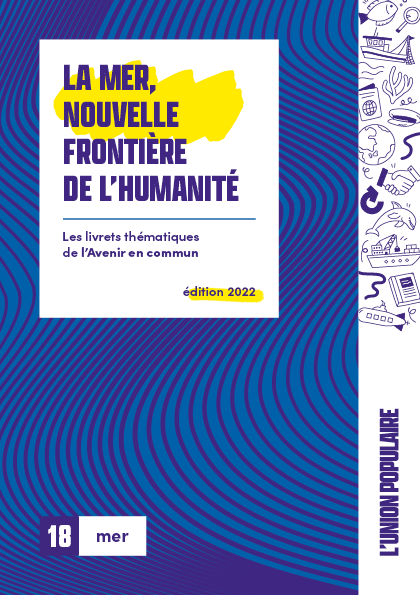 LA MER,
NOUVELLE
FRONTIÈRE
DE L'HUMANITÉ
Les livrets thématiques
de l'Avenir en commun
édition 2022
18 mer
L'UNION POPULAIRE